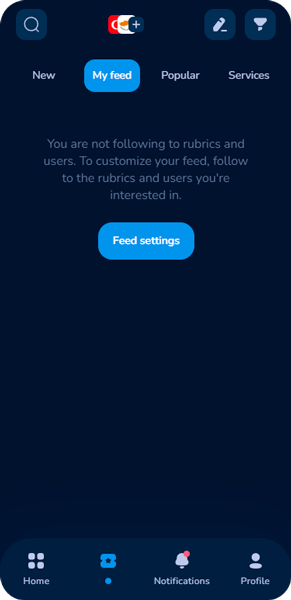 New
My feed
Popular
Services
You are not following to rubrics and
users. To customize your feed, follow
to the rubrics and users you're
interested in.
Feed settings
Home
Notifications
Profile